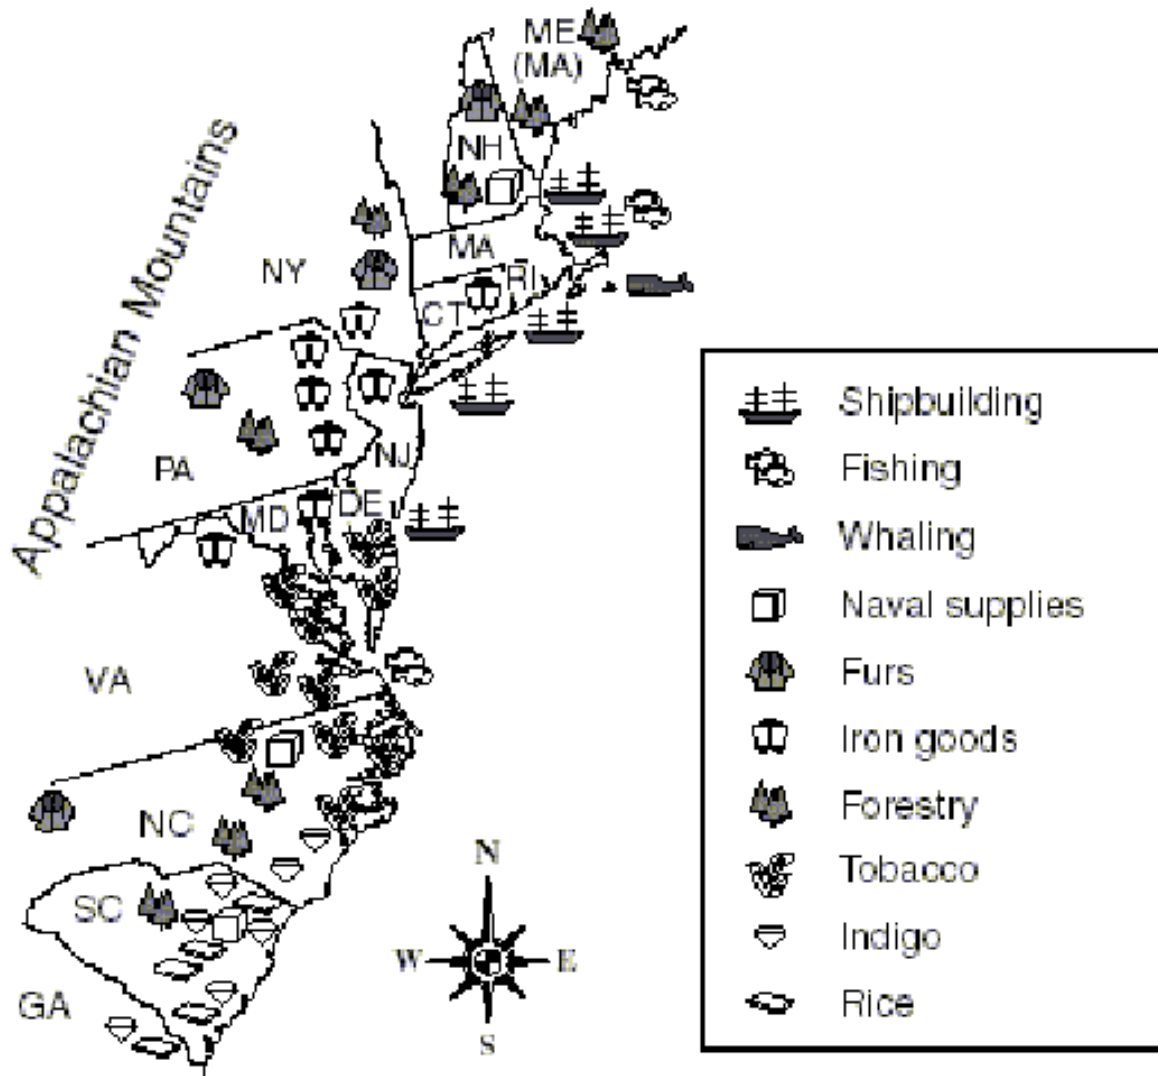 ME
(MA)
Appalachian Mountains
NH
MA
NY
RI
CT
PA
NJ
MD
DE
VA
NC
SC
GA
N
W
E
S
Shipbuilding
Fishing
Whaling
Naval supplies
Furs
Iron goods
Forestry
Tobacco
Indigo
Rice